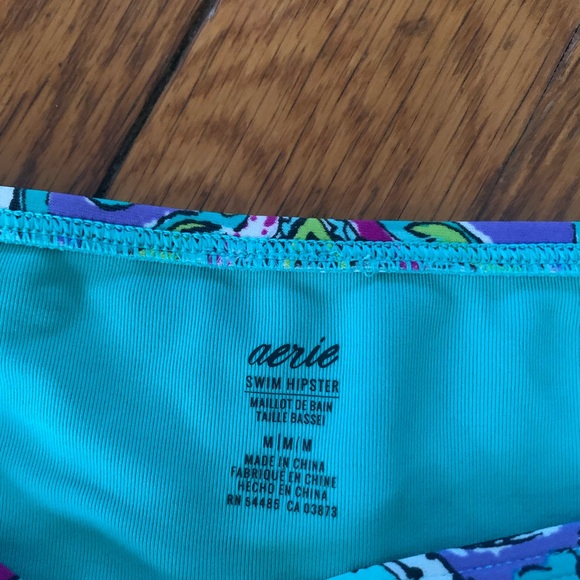 aerie
SWIM HIPSTER
MAILLOT DE BAIN
TAILLE BASSEI
M|M|M
MADE IN CHINA
FABRIQUÉ EN CHINE
HECHO EN CHINA
RN 54485 CA 03873